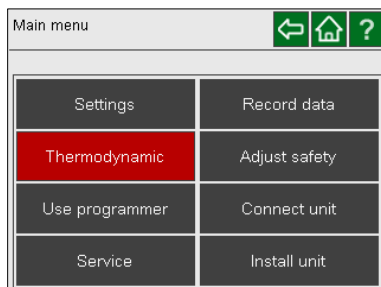 Main menu
?
Settings
Record data
Thermodynamic
Adjust safety
Use programmer
Connect unit
Service
Install unit